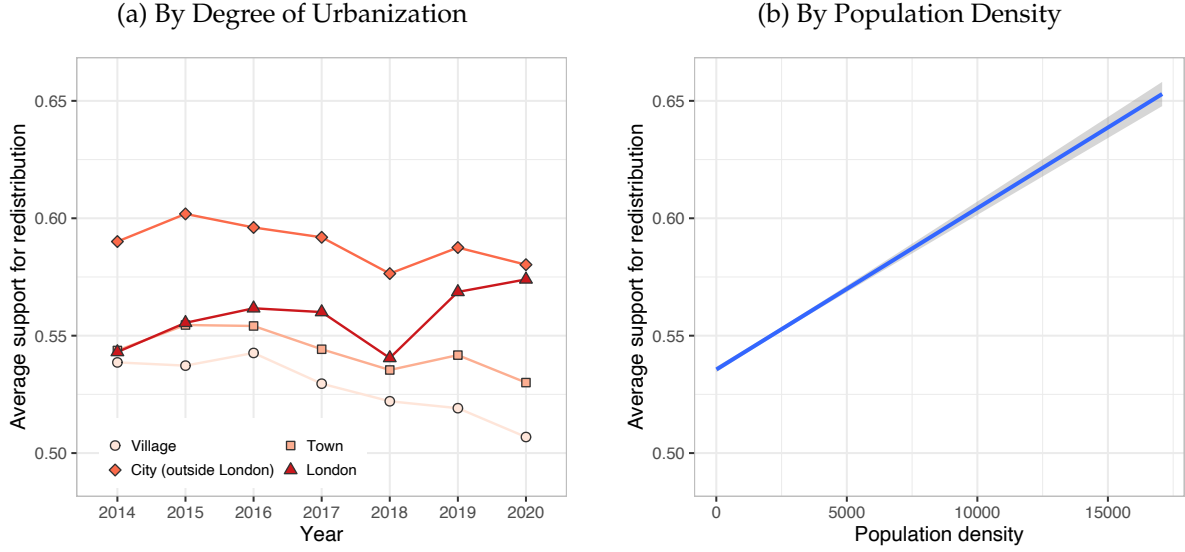 (a) By Degree of Urbanization
Average support for redistribution
0.65
0.60
0.55
0.50
Village
Town
City (outside London)
London
2014 2015 2016 2017 2018 2019 2020
Year
(b) By Population Density
Average support for redistribution
0.65
0.60
0.55
0.50
0 5000 10000 15000
Population density